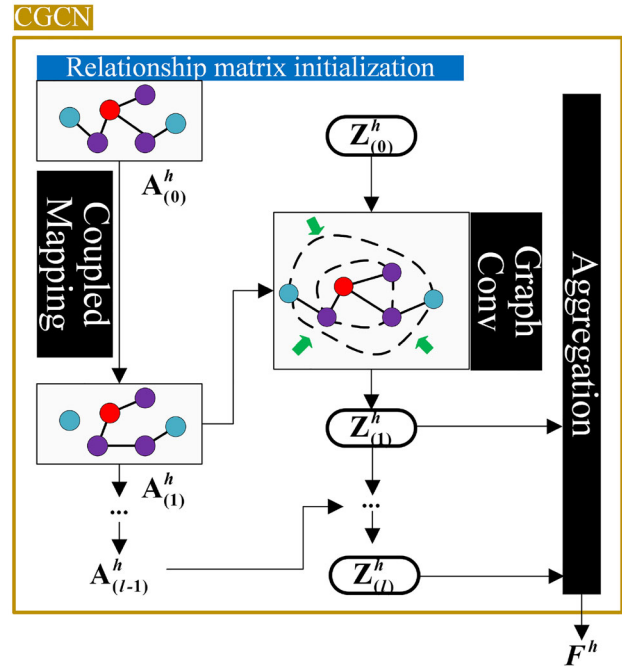 CGCN
Relationship matrix initialization
A^h_(0)
Z^h_(0)
Coupled
Mapping
Graph
Conv
Aggregation
A^h_(1)
Z^h_(1)
...
...
A^h_(l-1)
Z^h_(l)
F^h